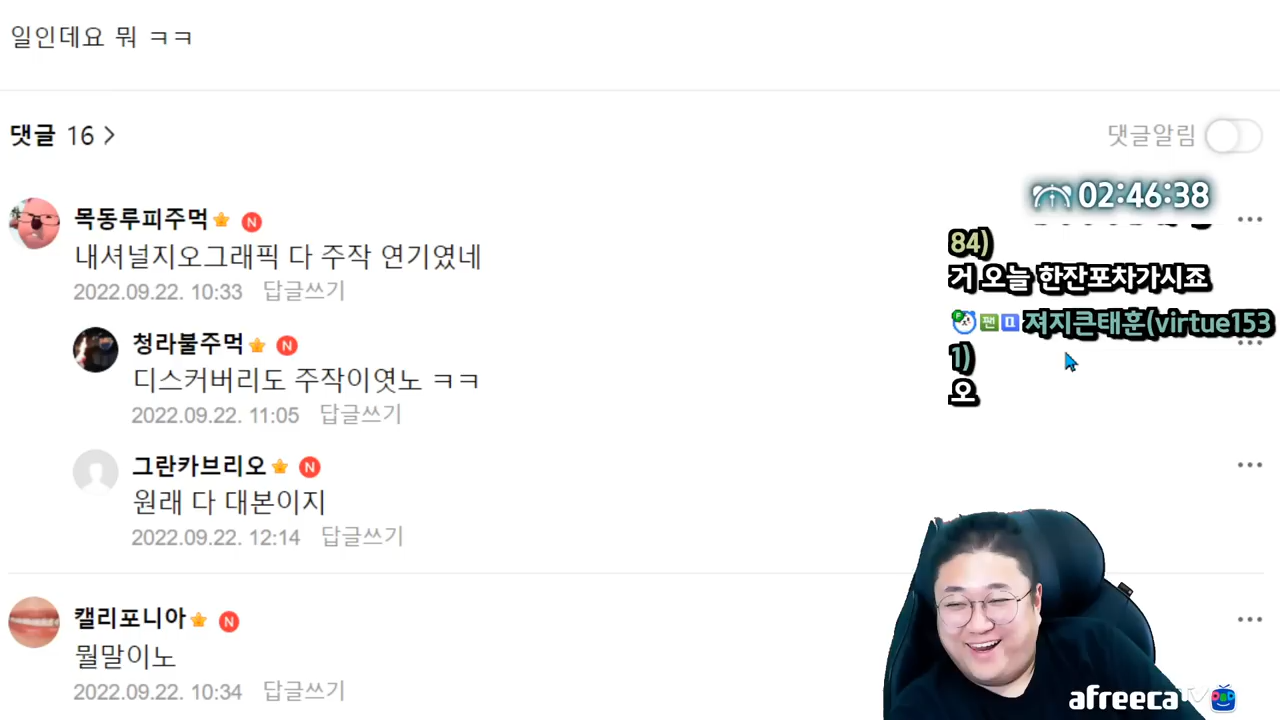 일인데요 뭐 ㅋㅋ
댓글 16 >
댓글알림
02:46:38
목동루피주먹 N
내셔널지오그래픽 다 주작 연기였네
2022.09.22. 10:33 답글쓰기
84)
거 오늘 한잔포차가시죠
팬 져지큰태훈(virtue153
1)
오
청라불주먹 N
디스커버리도 주작이엿노 ㅋㅋ
2022.09.22. 11:05 답글쓰기
그란카브리오 N
원래 다 대본이지
2022.09.22. 12:14 답글쓰기
캘리포니아 N
뭘말이노
2022.09.22. 10:34 답글쓰기
afreecaTV